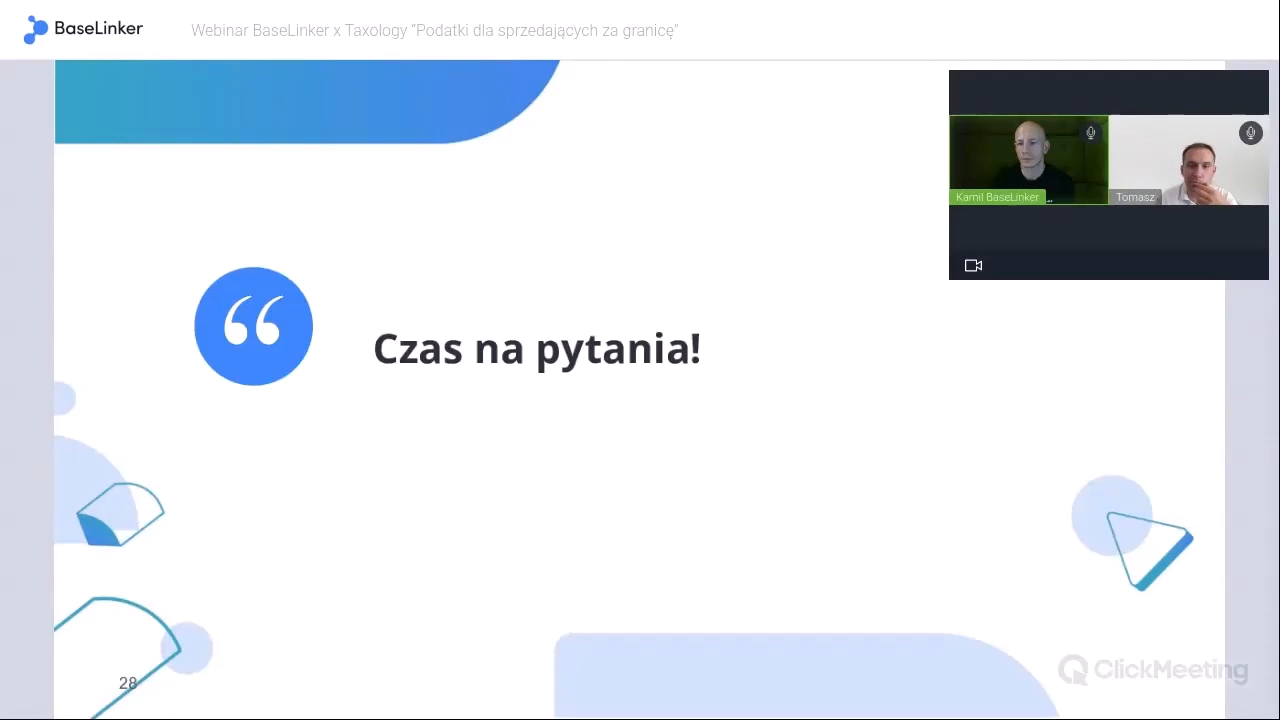 BaseLinker
Webinar BaseLinker x Taxology “Podatki dla sprzedających za granicę”
Kamil BaseLinker
Tomasz
“
Czas na pytania!
28
ClickMeeting